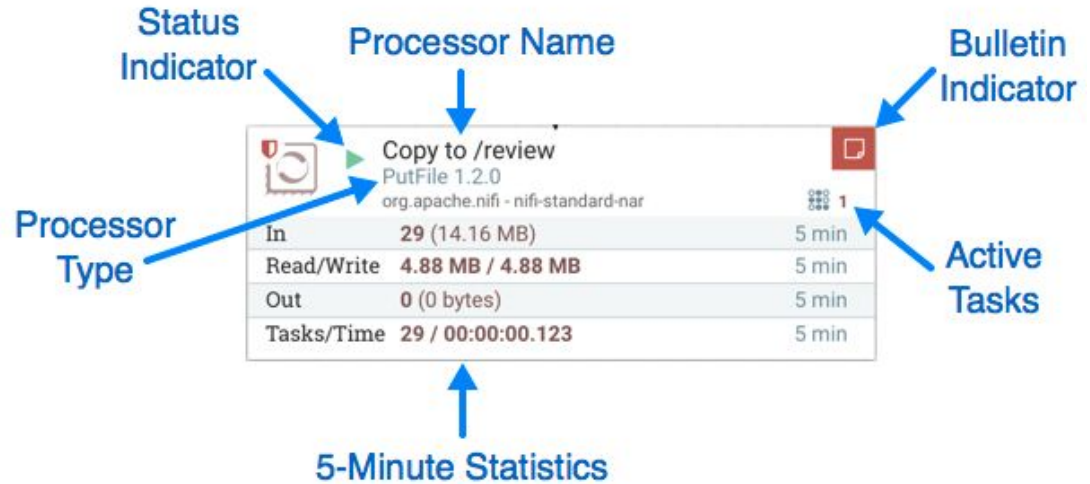 Status
Indicator
Processor Name
Bulletin
Indicator
Copy to /review
PutFile 1.2.0
org.apache.nifi - nifi-standard-nar
1
Processor
Type
In 29 (14.16 MB) 5 min
Read/Write 4.88 MB / 4.88 MB 5 min
Out 0 (0 bytes) 5 min
Tasks/Time 29 / 00:00:00.123 5 min
Active
Tasks
5-Minute Statistics